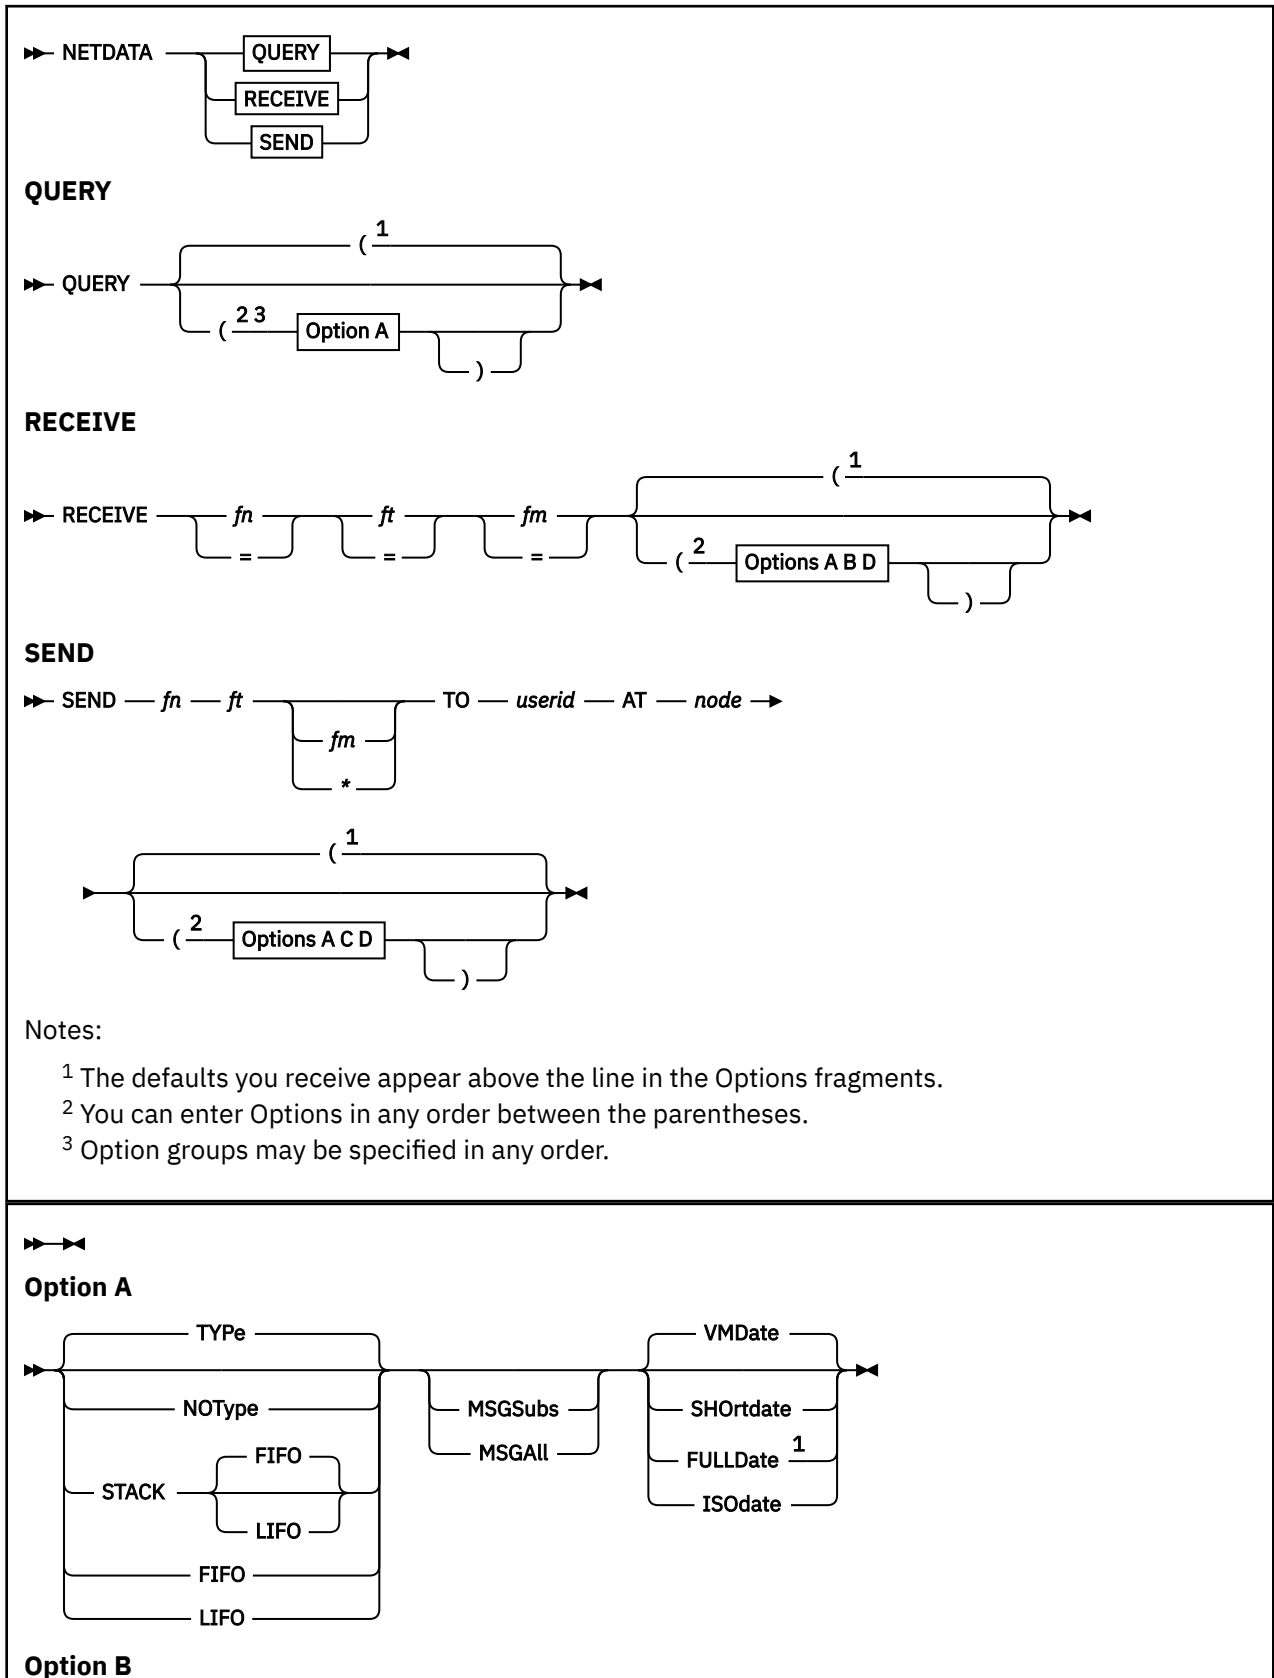 NETDATA QUERY
RECEIVE
SEND
QUERY
( 1
QUERY
( 2 3 Option A
)
RECEIVE
( 1
RECEIVE fn ft fm
= = =
( 2 Options A B D
)
SEND
SEND fn ft TO userid AT node
fm
*
( 1
( 2 Options A C D
)
Notes:
1 The defaults you receive appear above the line in the Options fragments.
2 You can enter Options in any order between the parentheses.
3 Option groups may be specified in any order.
Option A
TYPe VMDate
NOType MSGSubs SHOrtdate
FIFO MSGAll FULLDate 1
STACK ISOdate
LIFO
FIFO
LIFO
Option B